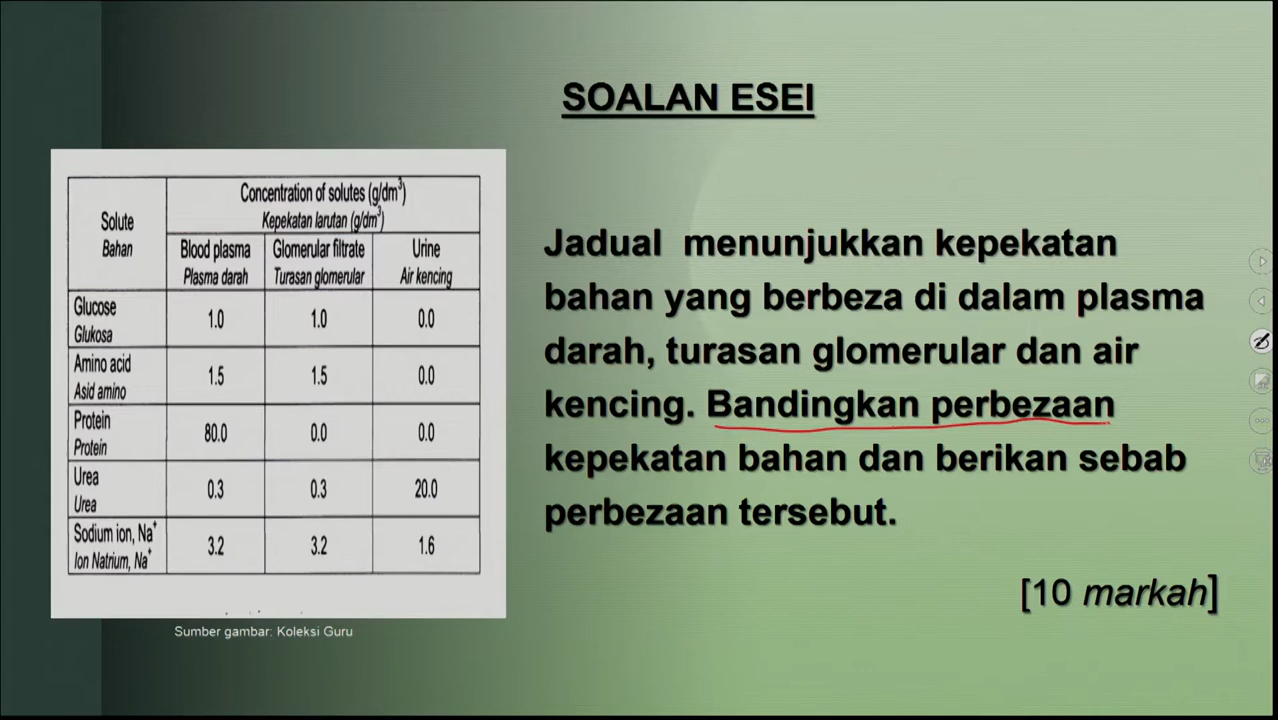 SOALAN ESEI
Solute
Bahan
Concentration of solutes (g/dm³)
Kepekatan larutan (g/dm³)
Blood plasma
Plasma darah
Glomerular filtrate
Turasan glomerular
Urine
Air kencing
Glucose
Glukosa
1.0
1.0
0.0
Amino acid
Asid amino
1.5
1.5
0.0
Protein
Protein
80.0
0.0
0.0
Urea
Urea
0.3
0.3
20.0
Sodium ion, Na⁺
Ion Natrium, Na⁺
3.2
3.2
1.6
Sumber gambar: Koleksi Guru
Jadual menunjukkan kepekatan
bahan yang berbeza di dalam plasma
darah, turasan glomerular dan air
kencing. Bandingkan perbezaan
kepekatan bahan dan berikan sebab
perbezaan tersebut.
[10 markah]